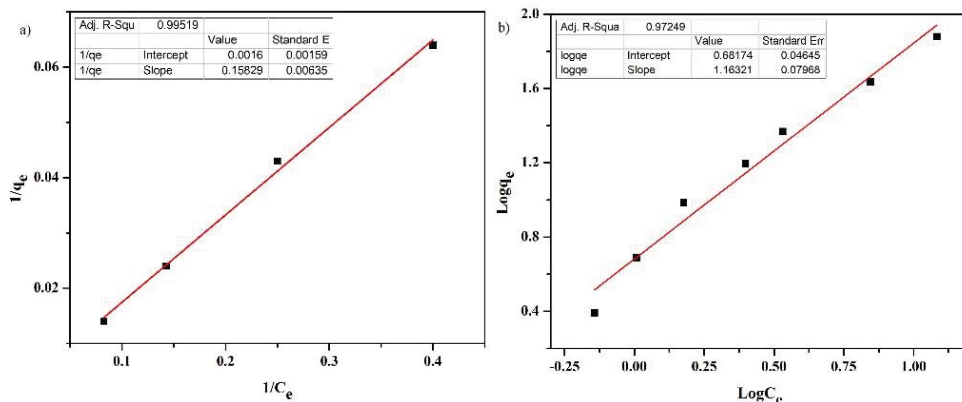 a)
Adj. R-Squ 0.99519
Value Standard E
1/qe Intercept 0.0016 0.00159
1/qe Slope 0.15829 0.00635
0.06
0.04
0.02
1/qe
0.1 0.2 0.3 0.4
1/Ce
b)
Adj. R-Squa 0.97249
Value Standard Err
logqe Intercept 0.68174 0.04645
logqe Slope 1.16321 0.07968
2.0
1.6
1.2
0.8
0.4
Logqe
-0.25 0.00 0.25 0.50 0.75 1.00
LogCe